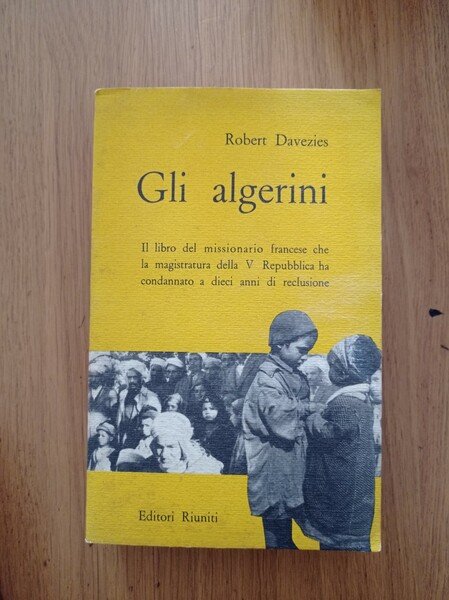 Robert Davezies
Gli algerini
Il libro del missionario francese che
la magistratura della V Repubblica ha
condannato a dieci anni di reclusione
Editori Riuniti